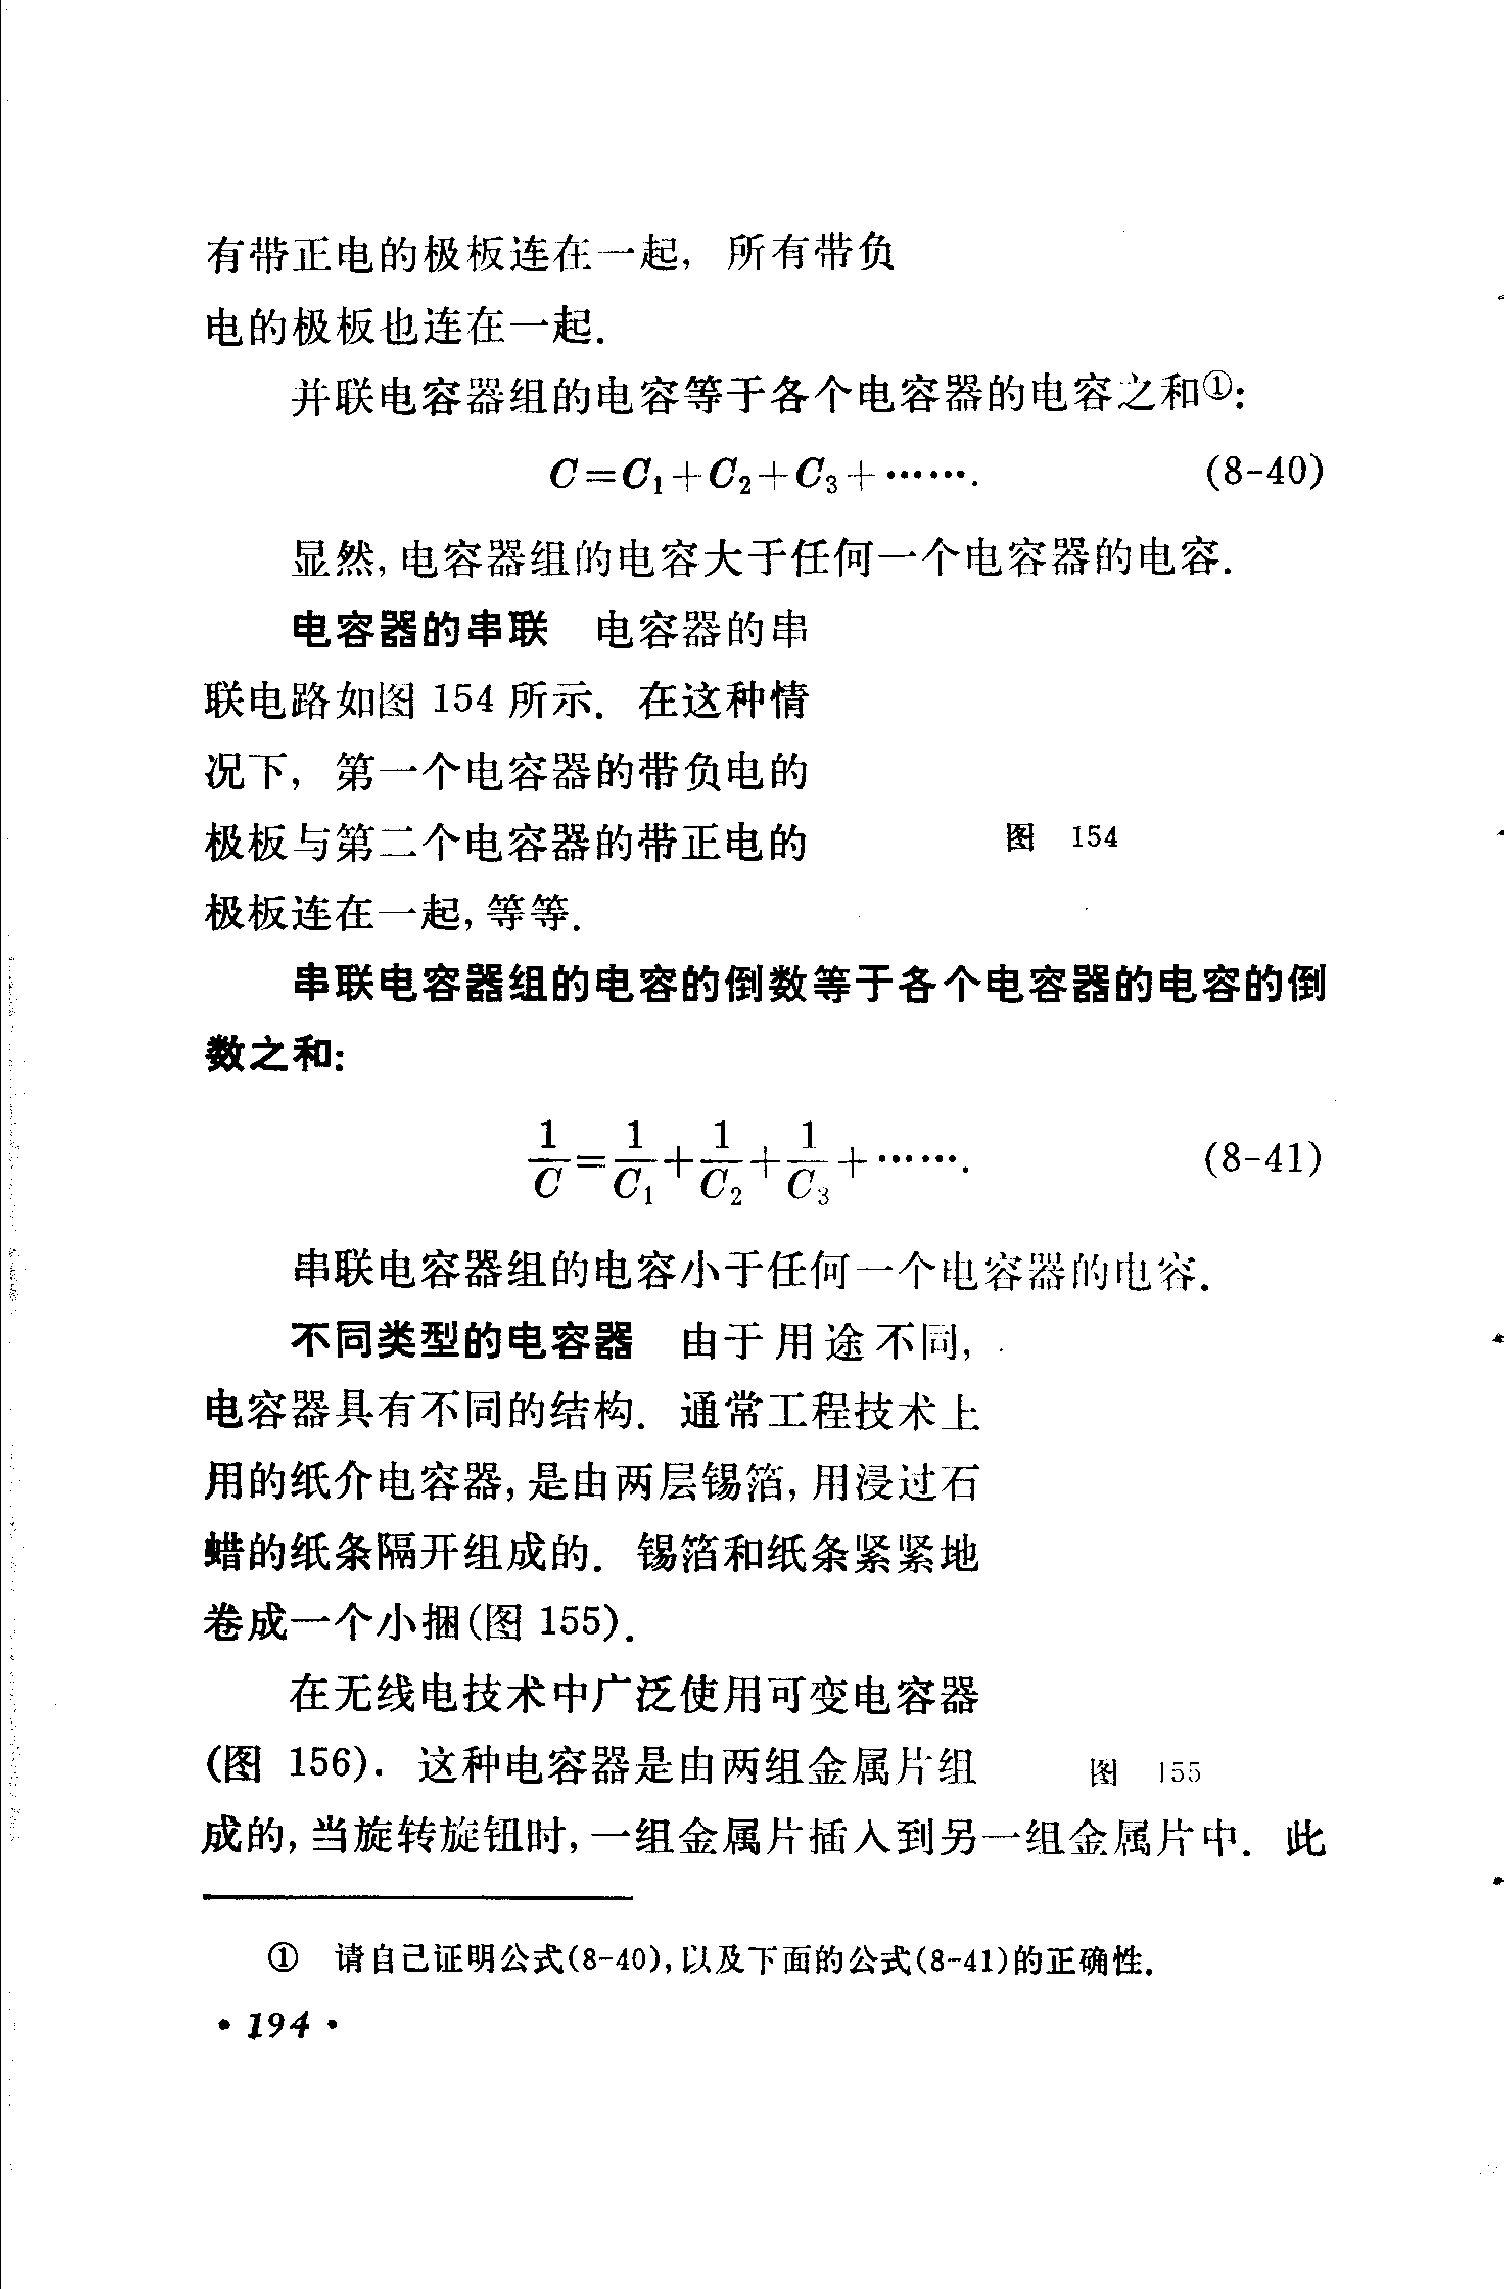 有带正电的极板连在一起，所有带负
电的极板也连在一起．
并联电容器组的电容等于各个电容器的电容之和①：
C=C₁+C₂+C₃+……. (8-40)
显然，电容器组的电容大于任何一个电容器的电容．
电容器的串联 电容器的串
联电路如图 154 所示．在这种情
况下，第一个电容器的带负电的
极板与第二个电容器的带正电的
极板连在一起，等等．
图 154
串联电容器组的电容的倒数等于各个电容器的电容的倒
数之和：
1/C=1/C₁+1/C₂+1/C₃+……. (8-41)
串联电容器组的电容小于任何一个电容器的电容．
不同类型的电容器 由于用途不同，
电容器具有不同的结构．通常工程技术上
用的纸介电容器，是由两层锡箔，用浸过石
蜡的纸条隔开组成的．锡箔和纸条紧紧地
卷成一个小捆(图 155)．
在无线电技术中广泛使用可变电容器
(图 156)．这种电容器是由两组金属片组
图 155
成的，当旋转旋钮时，一组金属片插入到另一组金属片中．此
① 请自己证明公式(8-40)，以及下面的公式(8-41)的正确性．
· 194 ·